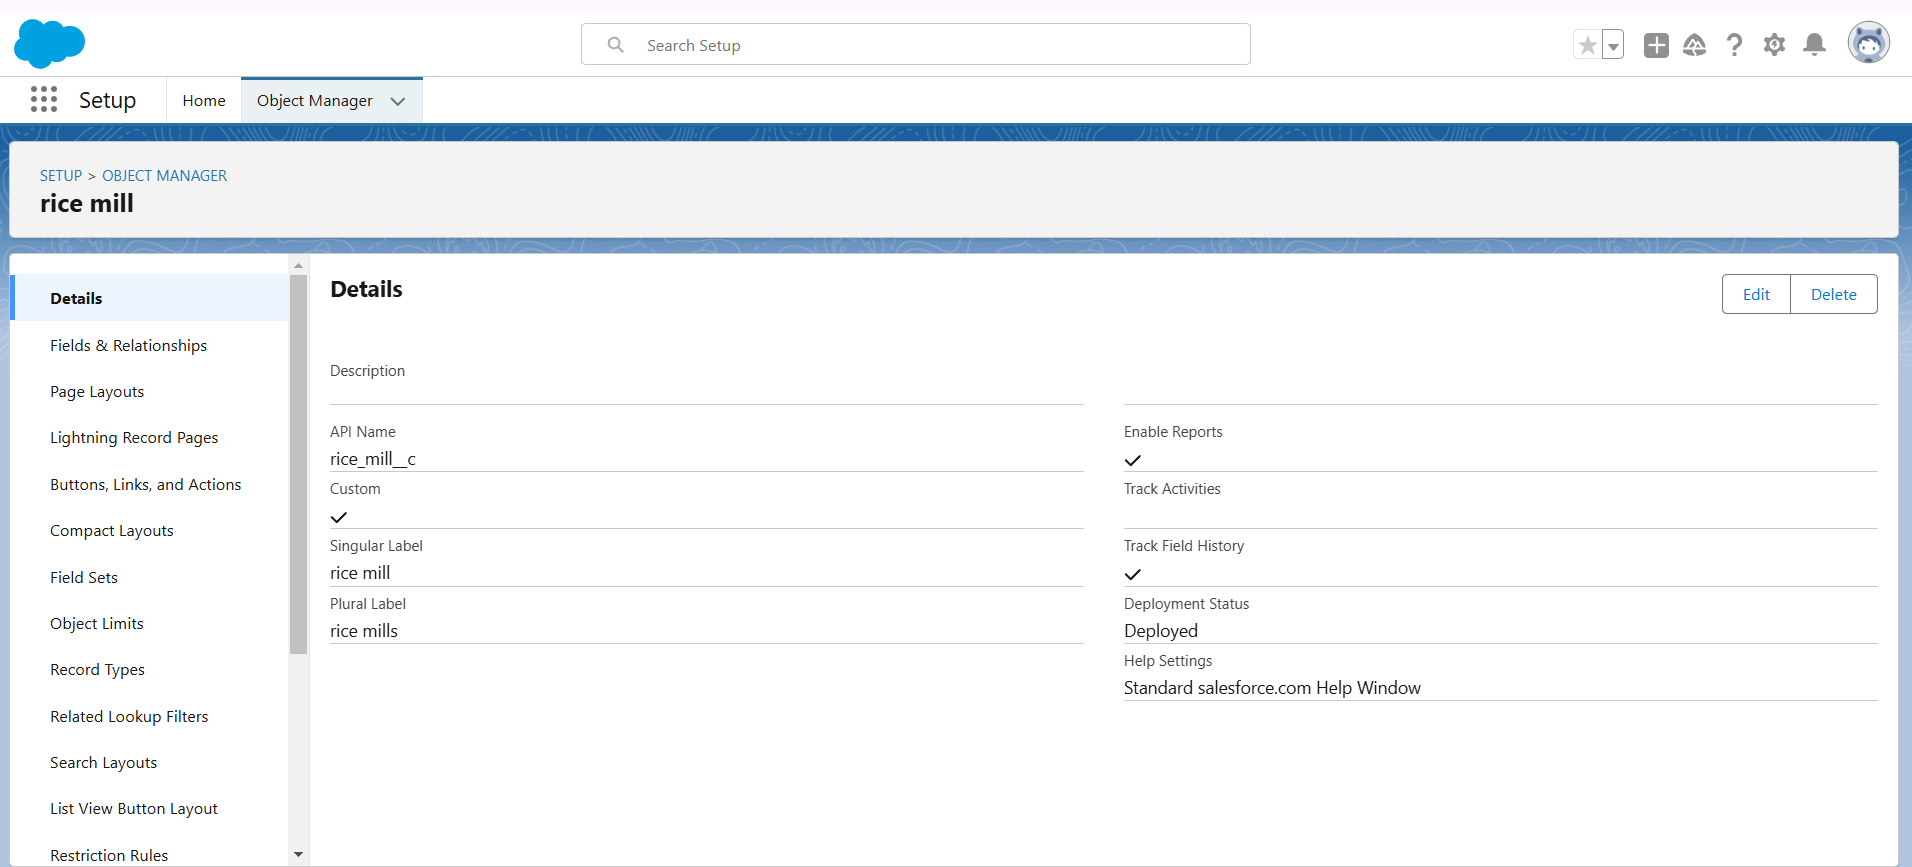 Search Setup
Setup
Home
Object Manager
SETUP > OBJECT MANAGER
rice mill
Details
Fields & Relationships
Page Layouts
Lightning Record Pages
Buttons, Links, and Actions
Compact Layouts
Field Sets
Object Limits
Record Types
Related Lookup Filters
Search Layouts
List View Button Layout
Restriction Rules
Details
Edit
Delete
Description
API Name
rice_mill__c
Custom
Singular Label
rice mill
Plural Label
rice mills
Enable Reports
Track Activities
Track Field History
Deployment Status
Deployed
Help Settings
Standard salesforce.com Help Window